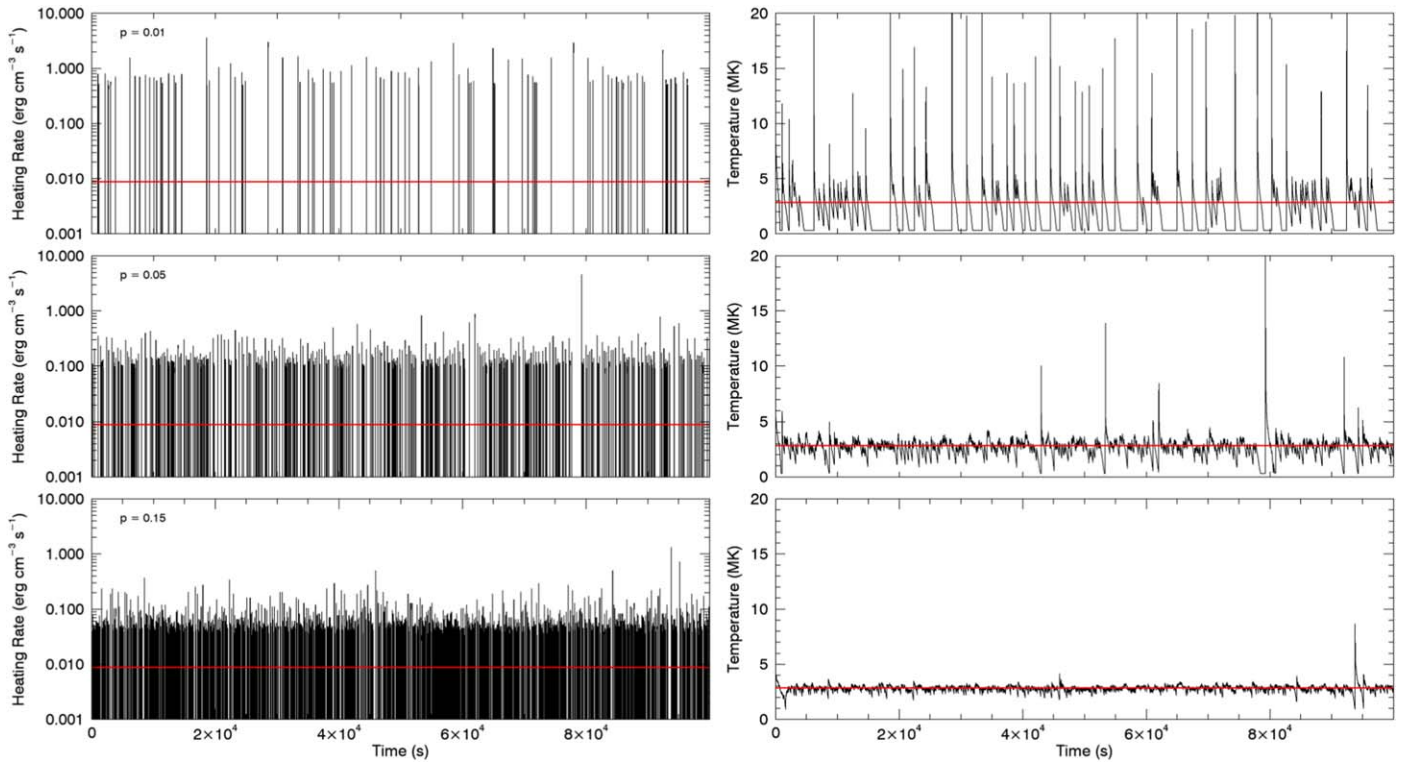 Heating Rate (erg cm⁻³ s⁻¹)
10.000
1.000
0.100
0.010
0.001
p = 0.01
Temperature (MK)
20
15
10
5
0
Heating Rate (erg cm⁻³ s⁻¹)
10.000
1.000
0.100
0.010
0.001
p = 0.05
Temperature (MK)
20
15
10
5
0
Heating Rate (erg cm⁻³ s⁻¹)
10.000
1.000
0.100
0.010
0.001
p = 0.15
0 2×10⁴ 4×10⁴ 6×10⁴ 8×10⁴
Time (s)
Temperature (MK)
20
15
10
5
0
0 2×10⁴ 4×10⁴ 6×10⁴ 8×10⁴
Time (s)